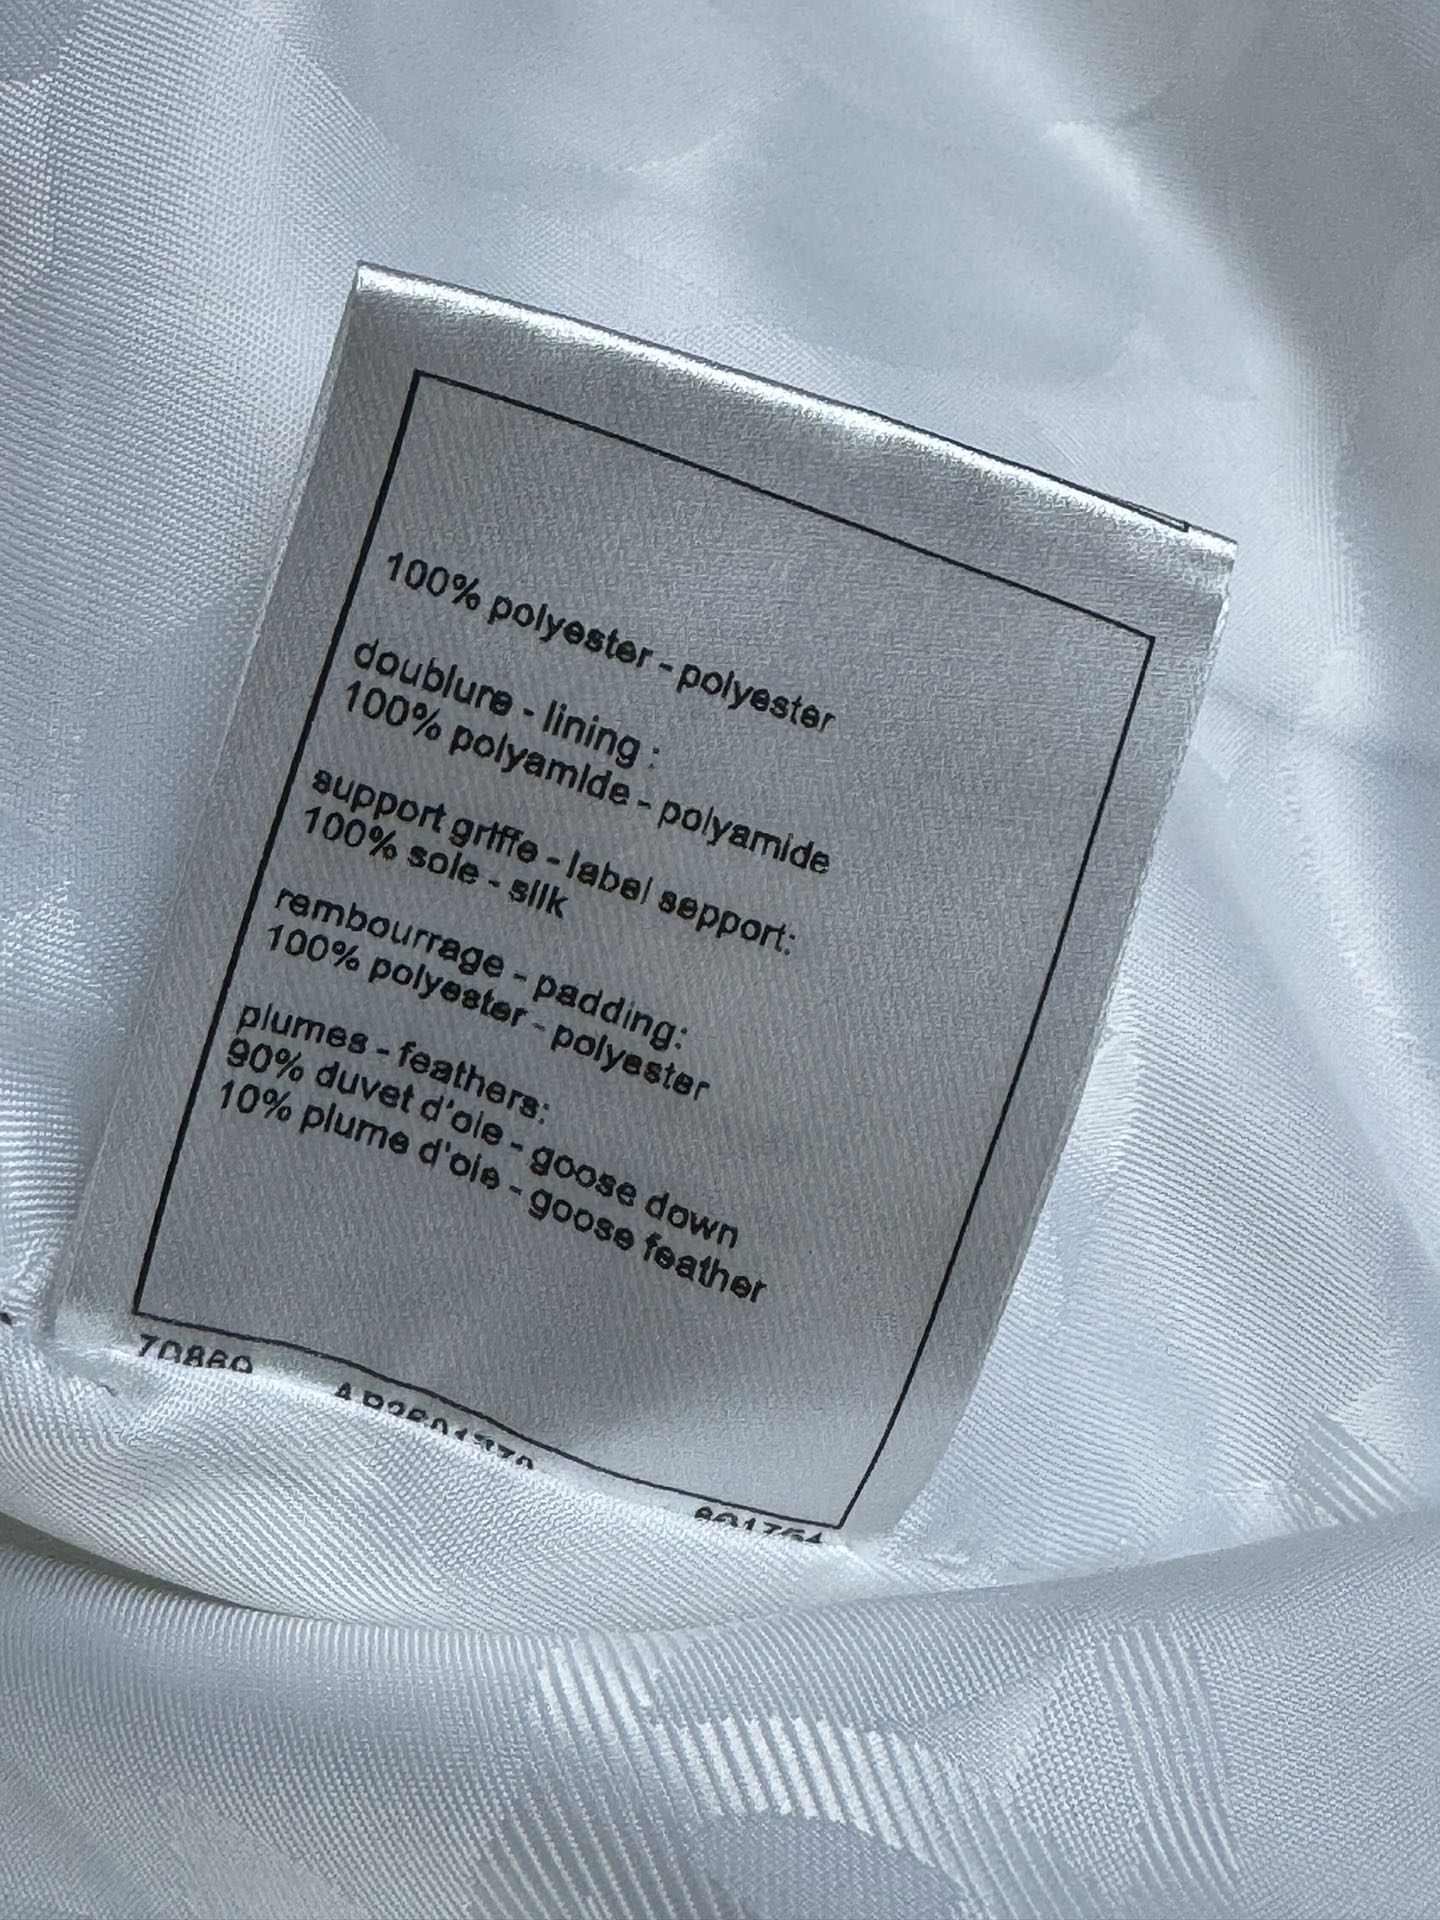 100% polyester - polyester
doublure - lining :
100% polyamide - polyamide
support griffe - label sepport:
100% soie - silk
rembourrage - padding:
100% polyester - polyester
plumes - feathers:
90% duvet d'oie - goose down
10% plume d'oie - goose feather